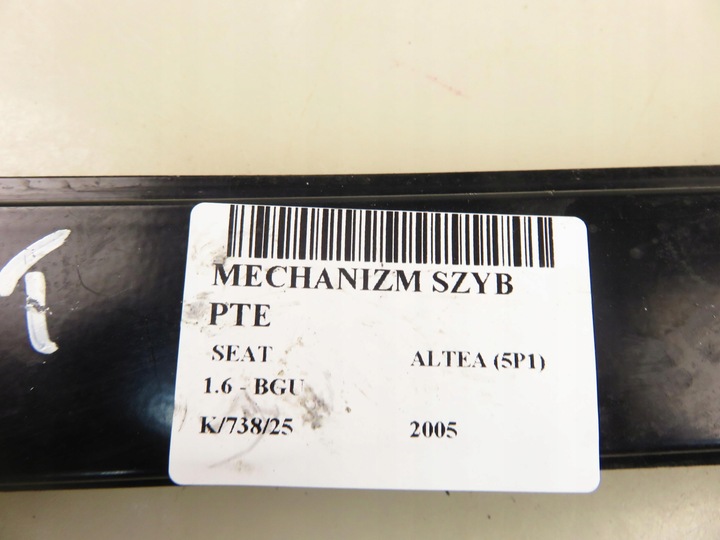 MECHANIZM SZYB
PTE
SEAT ALTEA (5P1)
1.6 - BGU
K/738/25 2005